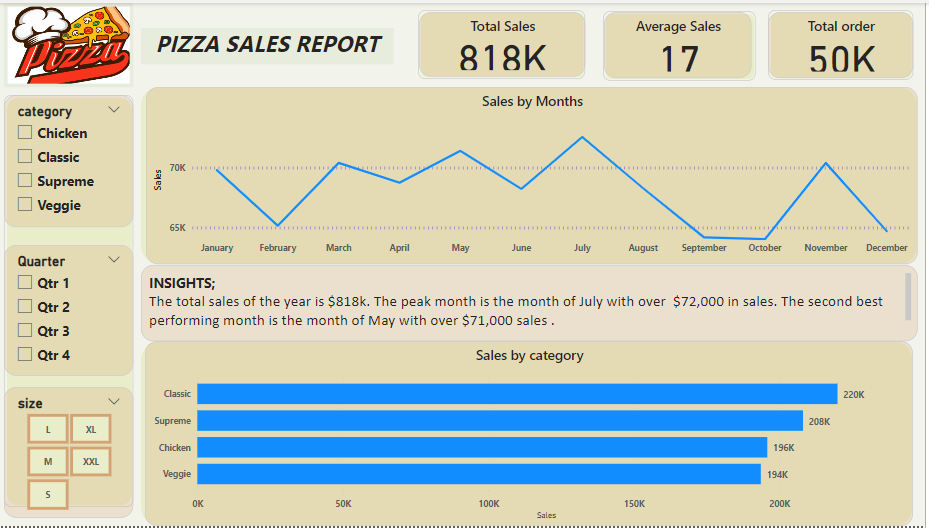 Pizza
PIZZA SALES REPORT
Total Sales
818K
Average Sales
17
Total order
50K
category
Chicken
Classic
Supreme
Veggie
Quarter
Qtr 1
Qtr 2
Qtr 3
Qtr 4
size
L XL
M XXL
S
Sales by Months
Sales
70K
65K
January February March April May June July August September October November December
INSIGHTS;
The total sales of the year is $818k. The peak month is the month of July with over $72,000 in sales. The second best
performing month is the month of May with over $71,000 sales .
Sales by category
Classic 220K
Supreme 208K
Chicken 196K
Veggie 194K
0K 50K 100K 150K 200K
Sales